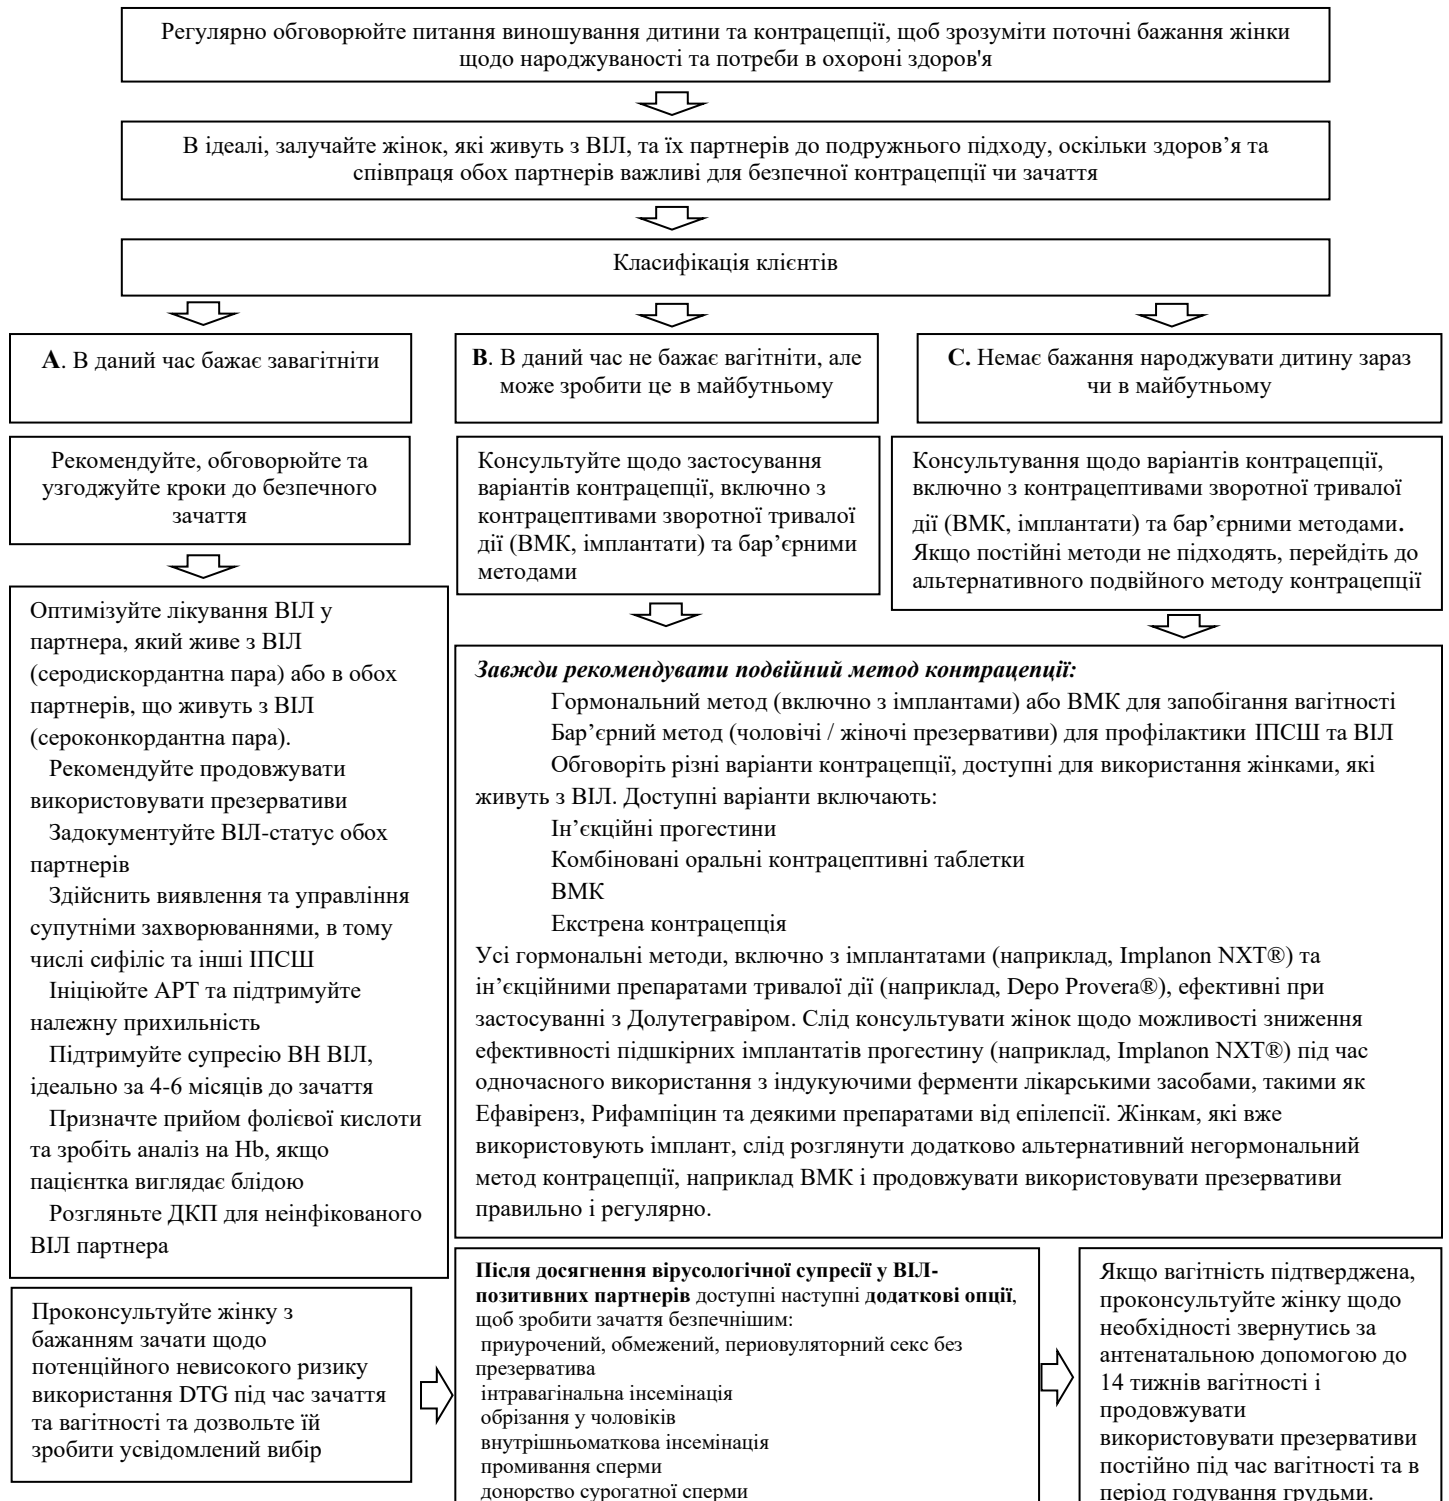 Регулярно обговорюйте питання виношування дитини та контрацепції, щоб зрозуміти поточні бажання жінки
щодо народжуваності та потреби в охороні здоров'я
В ідеалі, залучайте жінок, які живуть з ВІЛ, та їх партнерів до подружнього підходу, оскільки здоров’я та
співпраця обох партнерів важливі для безпечної контрацепції чи зачаття
Класифікація клієнтів
A. В даний час бажає завагітніти
B. В даний час не бажає вагітніти, але
може зробити це в майбутньому
C. Немає бажання народжувати дитину зараз
чи в майбутньому
Рекомендуйте, обговорюйте та
узгоджуйте кроки до безпечного
зачаття
Консультуйте щодо застосування
варіантів контрацепції, включно з
контрацептивами зворотної тривалої
дії (ВМК, імплантати) та бар’єрними
методами
Консультування щодо варіантів контрацепції,
включно з контрацептивами зворотної тривалої
дії (ВМК, імплантати) та бар’єрними методами.
Якщо постійні методи не підходять, перейдіть до
альтернативного подвійного методу контрацепції
Оптимізуйте лікування ВІЛ у
партнера, який живе з ВІЛ
(серодискордантна пара) або в обох
партнерів, що живуть з ВІЛ
(сероконкордантна пара).
Рекомендуйте продовжувати
використовувати презервативи
Задокументуйте ВІЛ-статус обох
партнерів
Здійснить виявлення та управління
супутніми захворюваннями, в тому
числі сифіліс та інші ІПСШ
Ініціюйте АРТ та підтримуйте
належну прихильність
Підтримуйте супресію ВН ВІЛ,
ідеально за 4-6 місяців до зачаття
Призначте прийом фолієвої кислоти
та зробіть аналіз на Hb, якщо
пацієнтка виглядає блідою
Розгляньте ДКП для неінфікованого
ВІЛ партнера
Завжди рекомендувати подвійний метод контрацепції:
Гормональний метод (включно з імплантами) або ВМК для запобігання вагітності
Бар’єрний метод (чоловічі / жіночі презервативи) для профілактики ІПСШ та ВІЛ
Обговоріть різні варіанти контрацепції, доступні для використання жінками, які
живуть з ВІЛ. Доступні варіанти включають:
Ін’єкційні прогестини
Комбіновані оральні контрацептивні таблетки
ВМК
Екстрена контрацепція
Усі гормональні методи, включно з імплантатами (наприклад, Implanon NXT®) та
ін’єкційними препаратами тривалої дії (наприклад, Depo Provera®), ефективні при
застосуванні з Долутегравіром. Слід консультувати жінок щодо можливості зниження
ефективності підшкірних імплантатів прогестину (наприклад, Implanon NXT®) під час
одночасного використання з індукуючими ферменти лікарськими засобами, такими як
Ефавіренз, Рифампіцин та деякими препаратами від епілепсії. Жінкам, які вже
використовують імплант, слід розглянути додатково альтернативний негормональний
метод контрацепції, наприклад ВМК і продовжувати використовувати презервативи
правильно і регулярно.
Проконсультуйте жінку з
бажанням зачати щодо
потенційного невисокого ризику
використання DTG під час зачаття
та вагітності та дозвольте їй
зробити усвідомлений вибір
Після досягнення вірусологічної супресії у ВІЛ-
позитивних партнерів доступні наступні додаткові опції,
щоб зробити зачаття безпечнішим:
приурочений, обмежений, периовуляторний секс без
презерватива
інтравагінальна інсемінація
обрізання у чоловіків
внутрішньоматкова інсемінація
промивання сперми
донорство сурогатної сперми
Якщо вагітність підтверджена,
проконсультуйте жінку щодо
необхідності звернутись за
антенатальною допомогою до
14 тижнів вагітності і
продовжувати
використовувати презервативи
постійно під час вагітності та в
період годування грудьми.